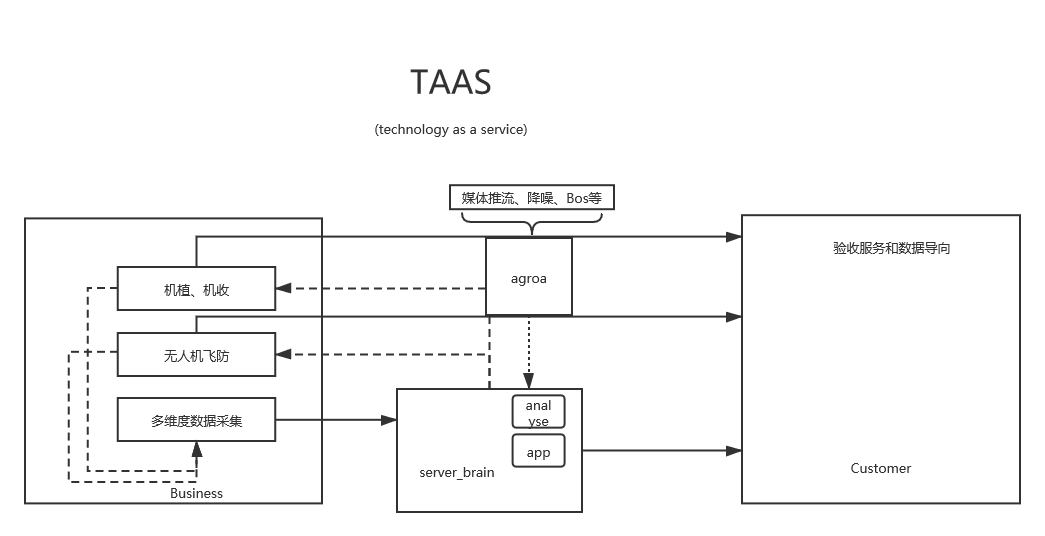 TAAS
(technology as a service)
媒体推流、降噪、Bos等
agroa
机植、机收
无人机飞防
多维度数据采集
Business
anal
yse
app
server_brain
验收服务和数据导向
Customer